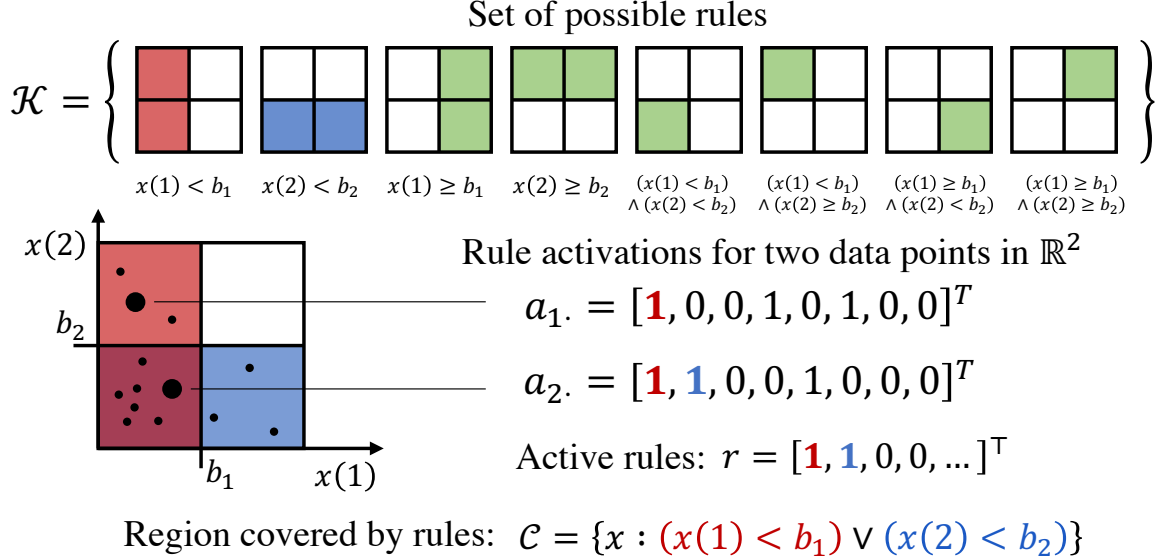 Set of possible rules
𝒦 = { }
x(1) < b₁ x(2) < b₂ x(1) ≥ b₁ x(2) ≥ b₂ (x(1) < b₁) ∧ (x(2) < b₂) (x(1) < b₁) ∧ (x(2) ≥ b₂) (x(1) ≥ b₁) ∧ (x(2) < b₂) (x(1) ≥ b₁) ∧ (x(2) ≥ b₂)
x(2)
b₂
b₁
x(1)
Rule activations for two data points in ℝ²
a₁. = [1, 0, 0, 1, 0, 1, 0, 0]ᵀ
a₂. = [1, 1, 0, 0, 1, 0, 0, 0]ᵀ
Active rules: r = [1, 1, 0, 0, …]ᵀ
Region covered by rules: 𝒞 = {x : (x(1) < b₁) ∨ (x(2) < b₂)}